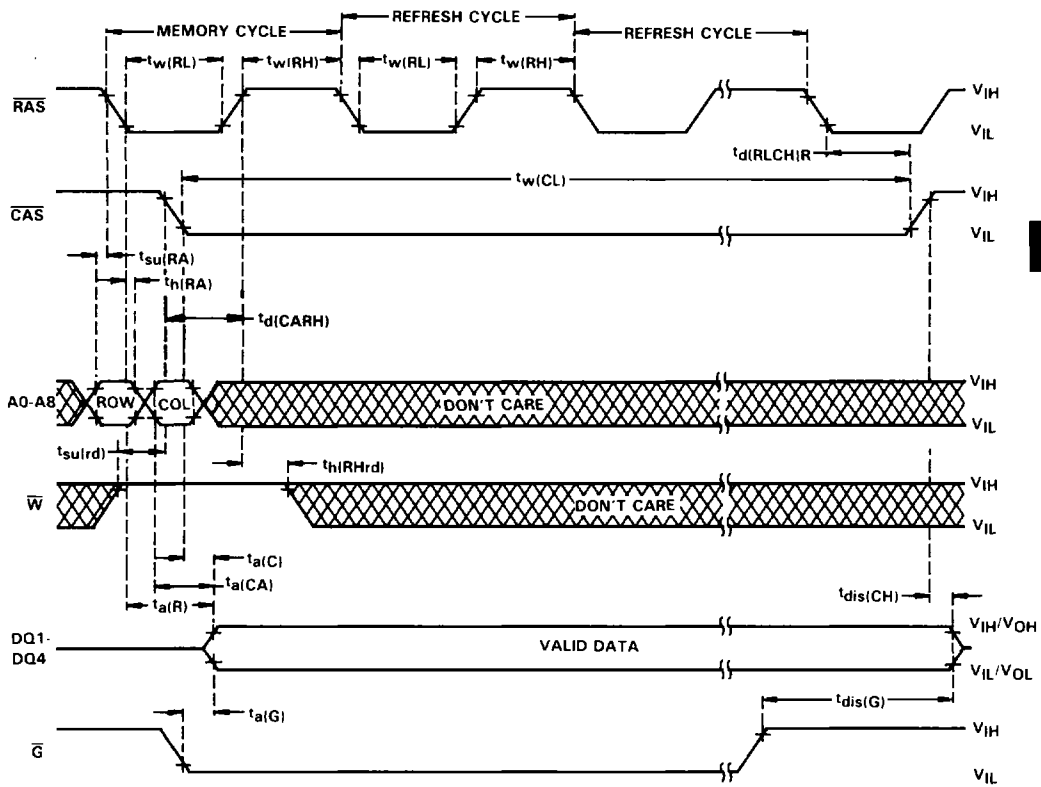 REFRESH CYCLE
MEMORY CYCLE
REFRESH CYCLE
tw(RL)
tw(RH)
tw(RL)
tw(RH)
RAS
VIH
VIL
td(RLCH)R
tw(CL)
CAS
VIH
VIL
tsu(RA)
th(RA)
td(CARH)
A0-A8
ROW
COL
DON'T CARE
VIH
VIL
tsu(rd)
th(RHrd)
W
DON'T CARE
VIH
VIL
ta(C)
ta(CA)
ta(R)
tdis(CH)
DQ1-
DQ4
VALID DATA
VIH/VOH
VIL/VOL
ta(G)
tdis(G)
G
VIH
VIL